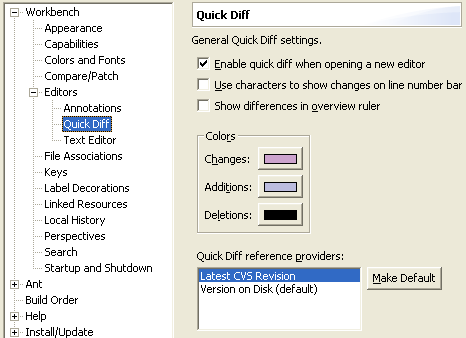 Workbench
Appearance
Capabilities
Colors and Fonts
Compare/Patch
Editors
Annotations
Quick Diff
Text Editor
File Associations
Keys
Label Decorations
Linked Resources
Local History
Perspectives
Search
Startup and Shutdown
Ant
Build Order
Help
Install/Update
Quick Diff
General Quick Diff settings.
Enable quick diff when opening a new editor
Use characters to show changes on line number bar
Show differences in overview ruler
Colors
Changes:
Additions:
Deletions:
Quick Diff reference providers:
Latest CVS Revision
Version on Disk (default)
Make Default